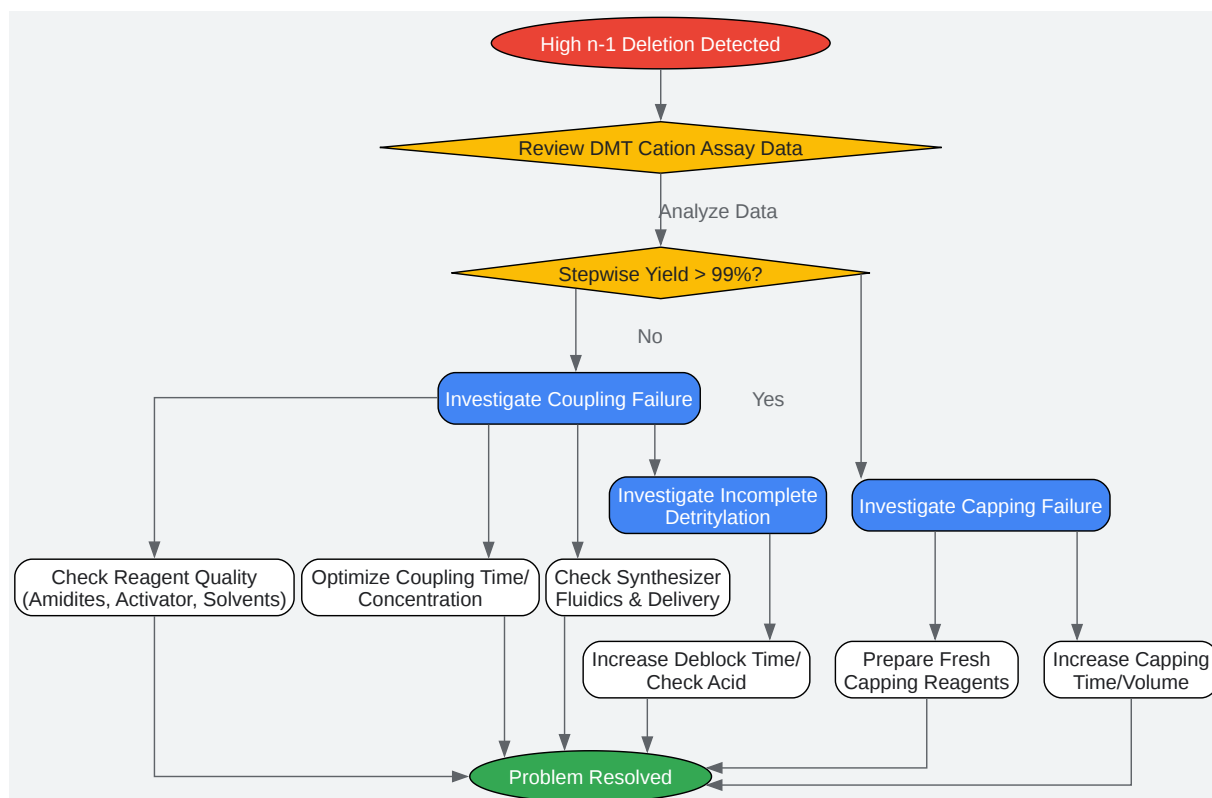 High n-1 Deletion Detected
Review DMT Cation Assay Data
Analyze Data
Stepwise Yield > 99%?
No
Investigate Coupling Failure
Yes
Investigate Incomplete
Detritylation
Investigate Capping Failure
Check Reagent Quality
(Amidites, Activator, Solvents)
Optimize Coupling Time/
Concentration
Check Synthesizer
Fluidics & Delivery
Increase Deblock Time/
Check Acid
Prepare Fresh
Capping Reagents
Increase Capping
Time/Volume
Problem Resolved